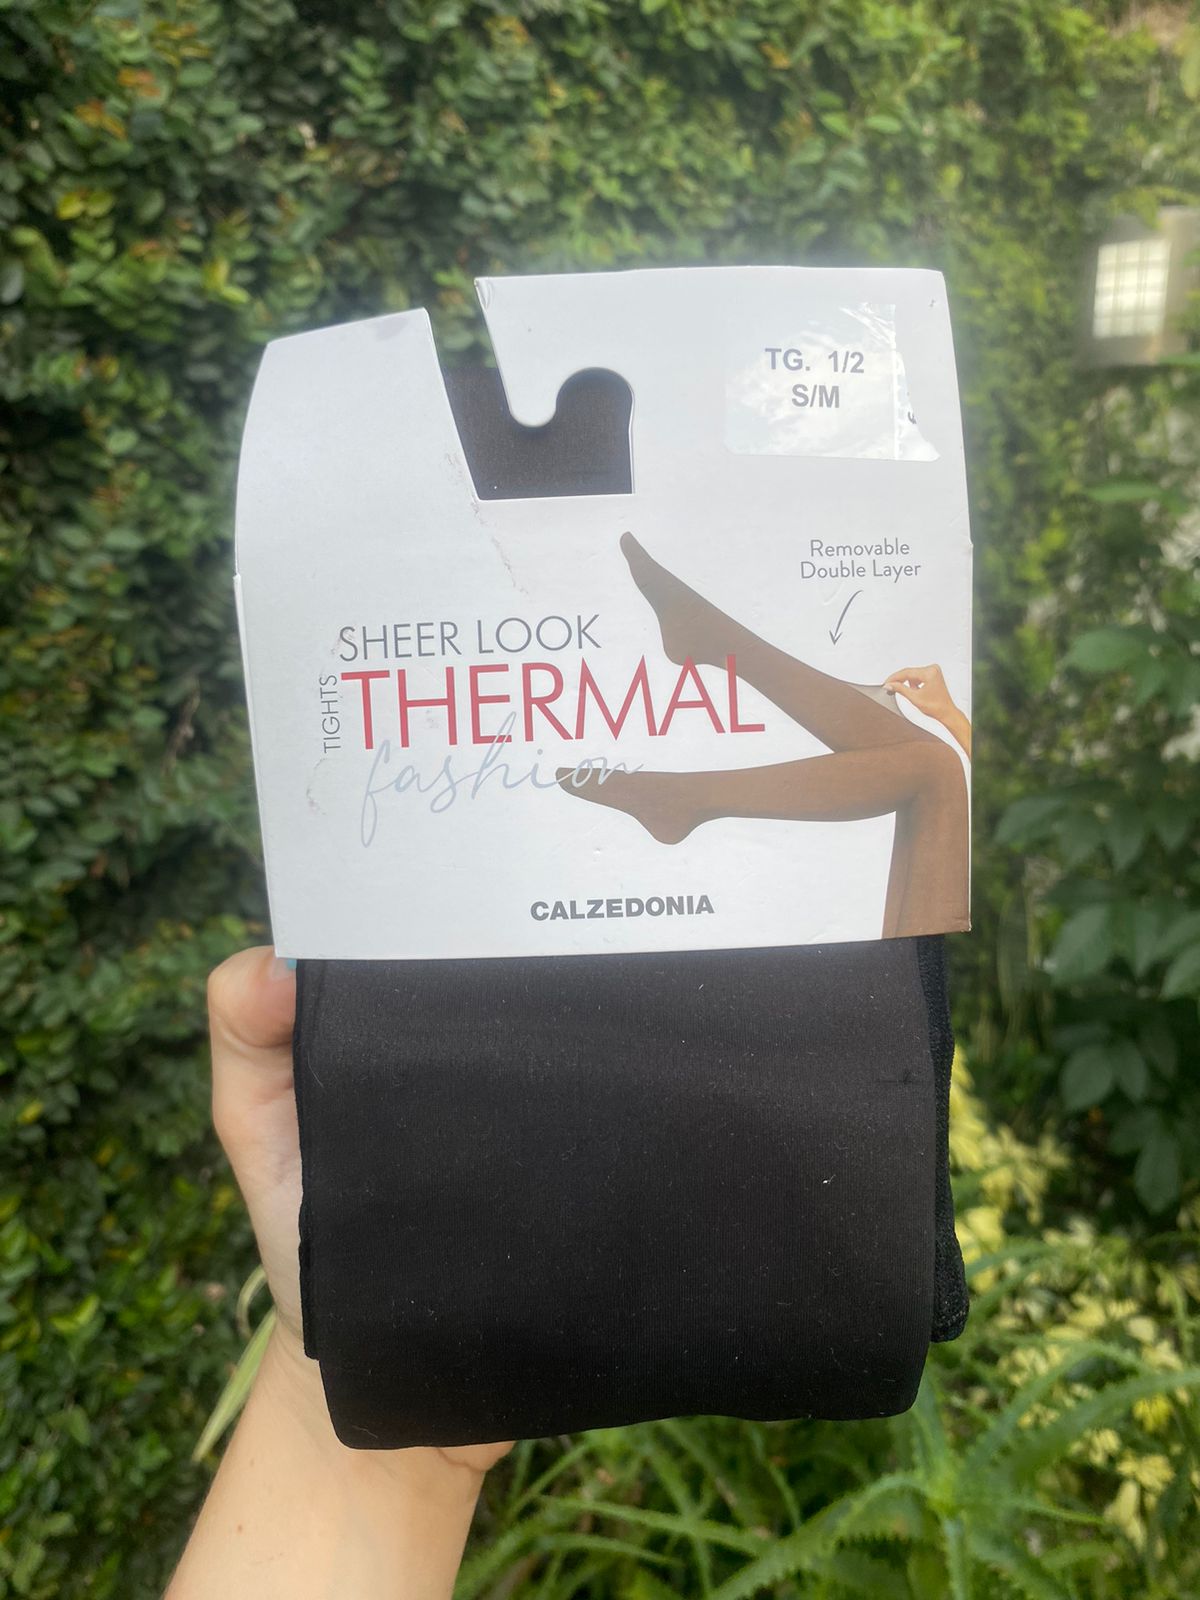 TG. 1/2
S/M
Removable
Double Layer
SHEER LOOK
TIGHTS
THERMAL
fashion
CALZEDONIA